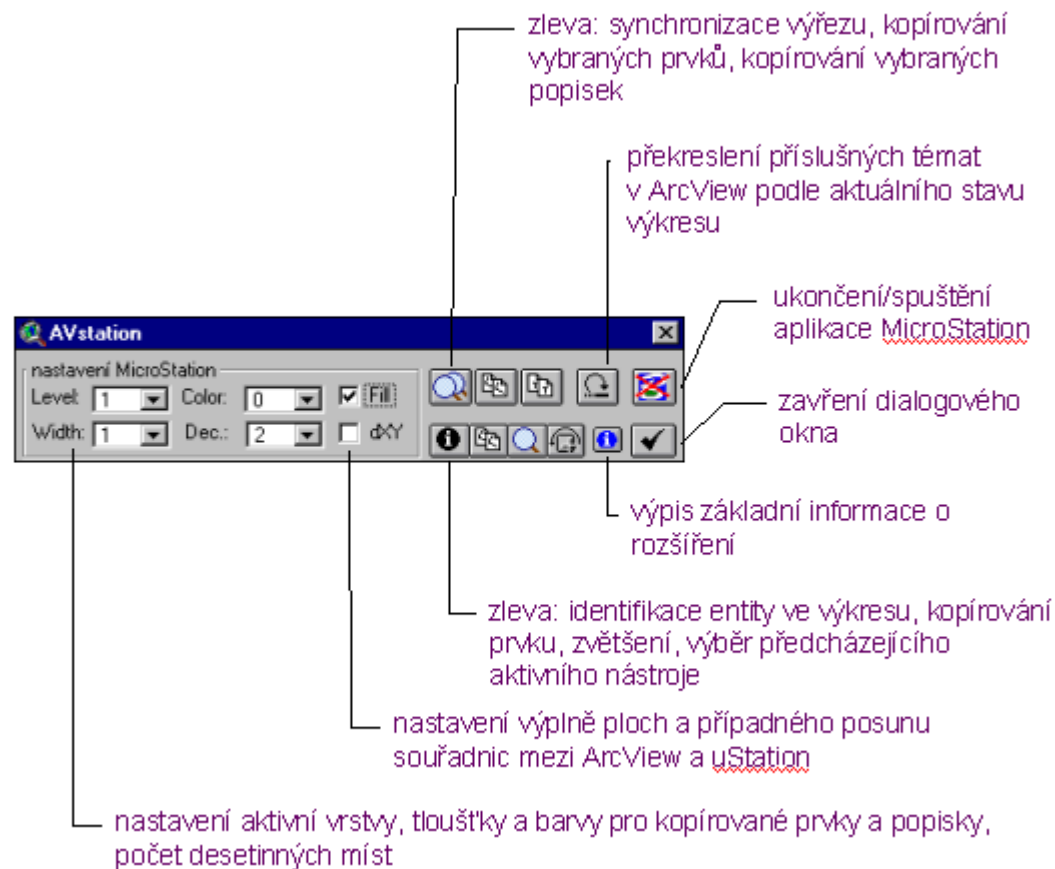 zleva: synchronizace výřezu, kopírování
vybraných prvků, kopírování vybraných
popisek
překreslení příslušných témat
v ArcView podle aktuálního stavu
výkresu
ukončení/spuštění
aplikace MicroStation
AVstation
nastavení MicroStation
Level: 1 Color: 0 Fill
Width: 1 Dec.: 2 dXY
zavření dialogového
okna
výpis základní informace o
rozšíření
zleva: identifikace entity ve výkresu, kopírování
prvku, zvětšení, výběr předcházejícího
aktivního nástroje
nastavení výplně ploch a případného posunu
souřadnic mezi ArcView a uStation
nastavení aktivní vrstvy, tloušťky a barvy pro kopírované prvky a popisky,
počet desetinných míst